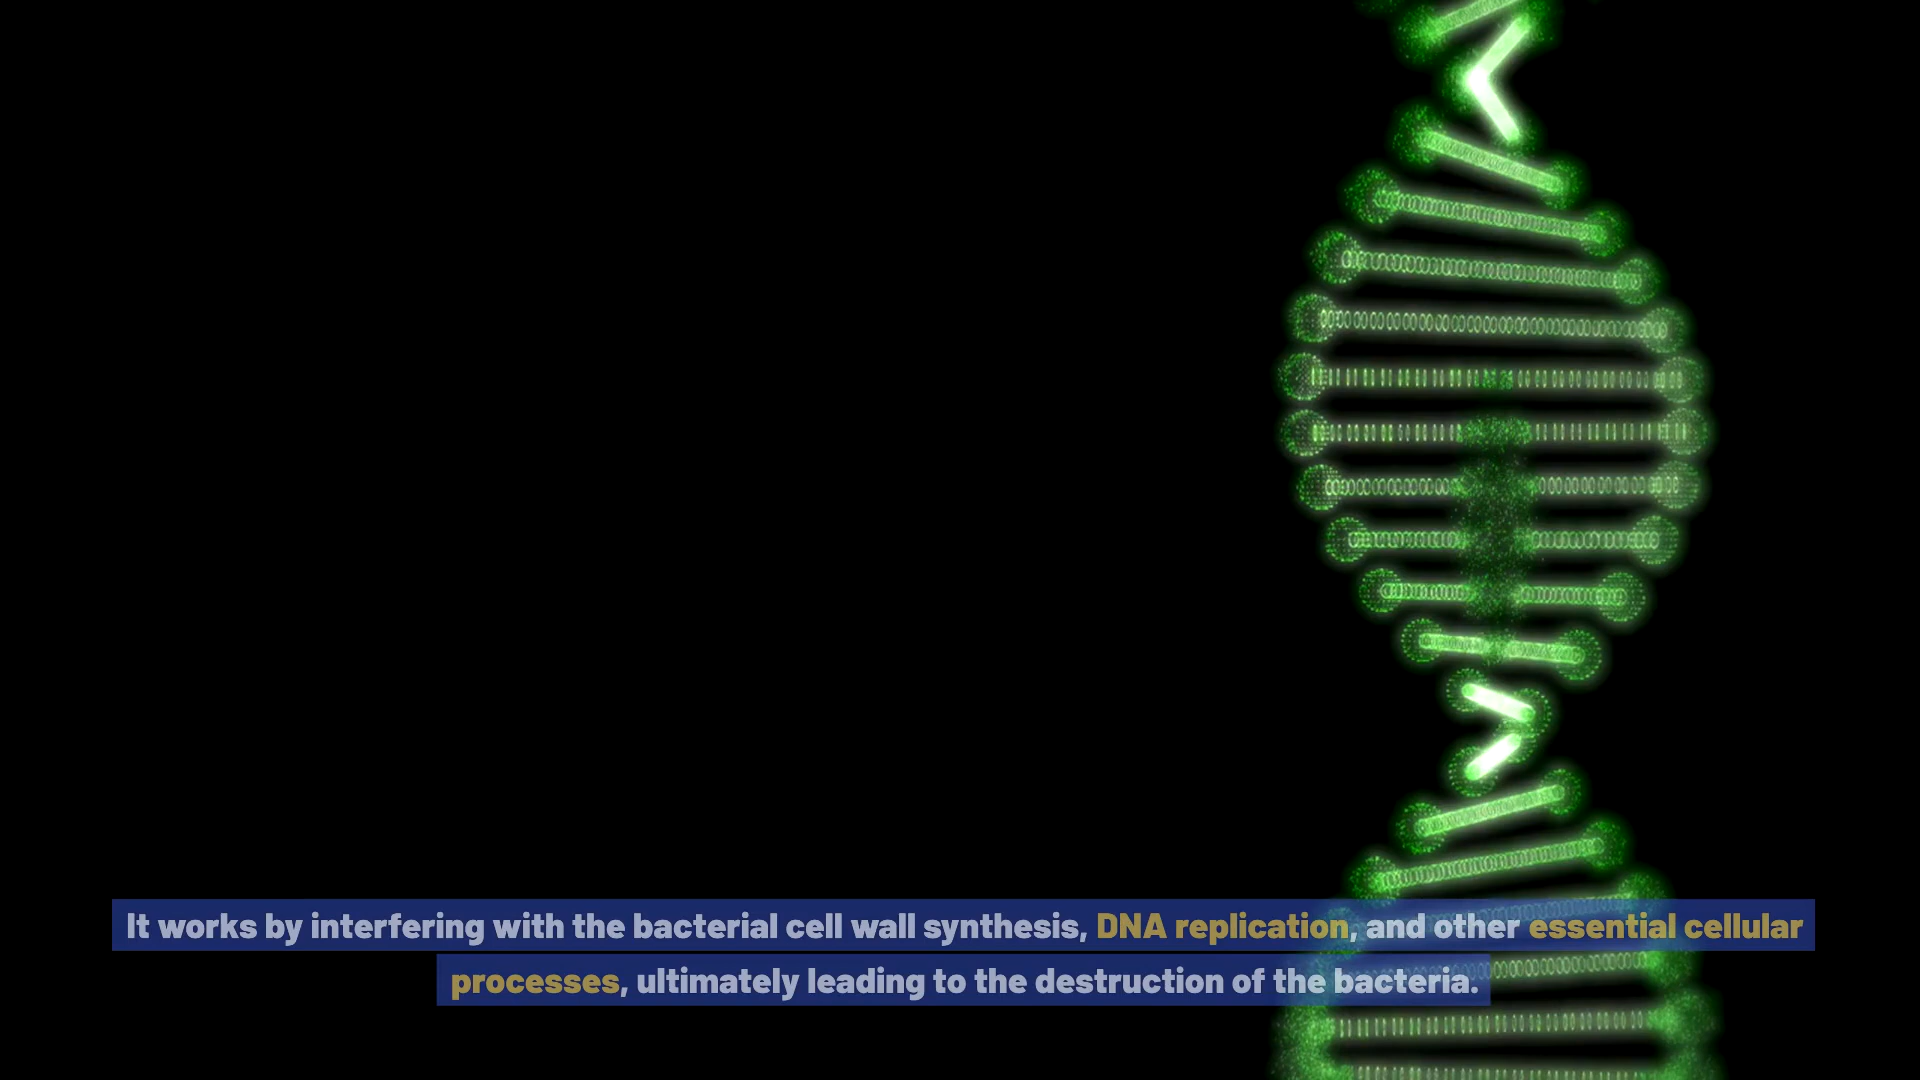 It works by interfering with the bacterial cell wall synthesis, DNA replication, and other essential cellular
processes, ultimately leading to the destruction of the bacteria.